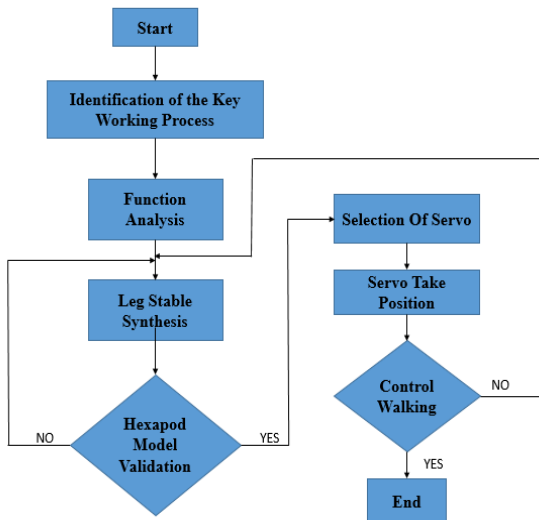 Start
Identification of the Key
Working Process
Function
Analysis
Leg Stable
Synthesis
Hexapod
Model
Validation
NO
YES
Selection Of Servo
Servo Take
Position
Control
Walking
NO
YES
End